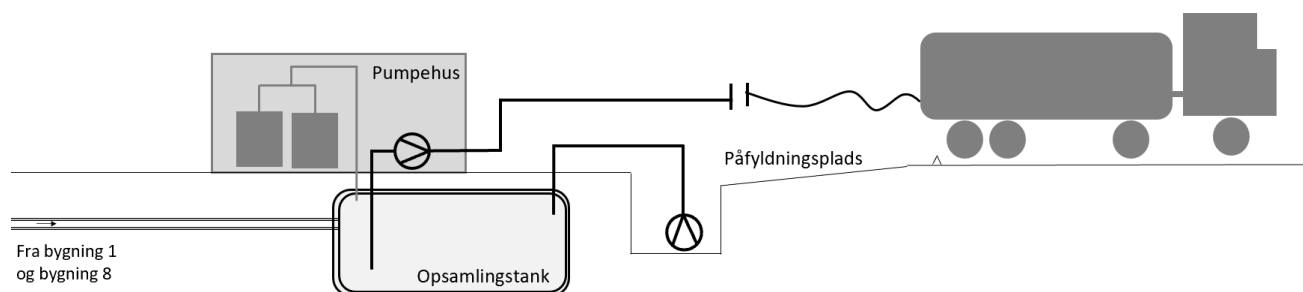 Pumpehus
Påfyldningsplads
Fra bygning 1
og bygning 8
Opsamlingstank